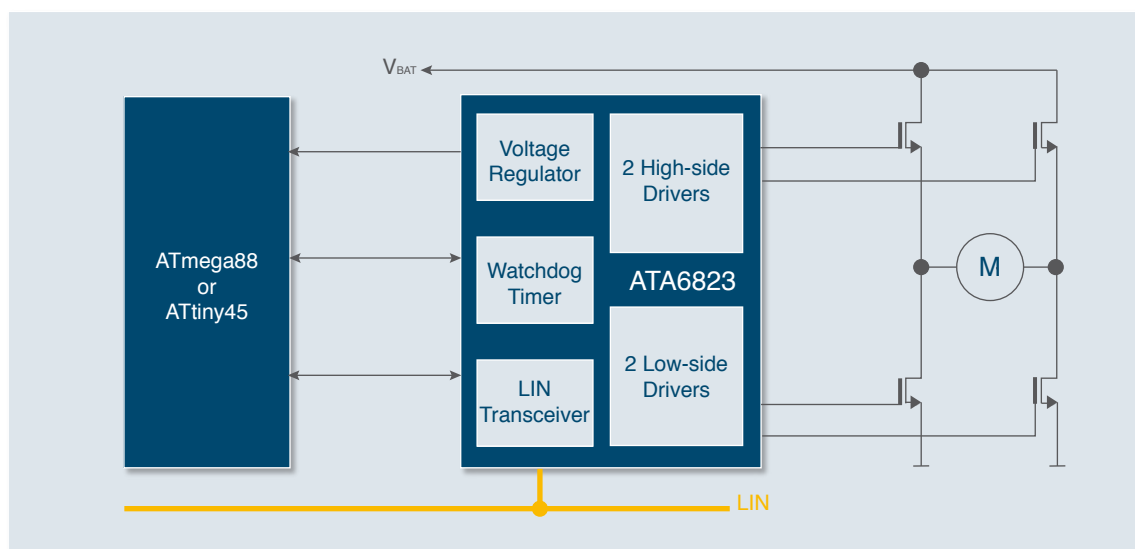 VBAT
ATmega88
or
ATtiny45
Voltage
Regulator
2 High-side
Drivers
Watchdog
Timer
ATA6823
LIN
Transceiver
2 Low-side
Drivers
M
LIN